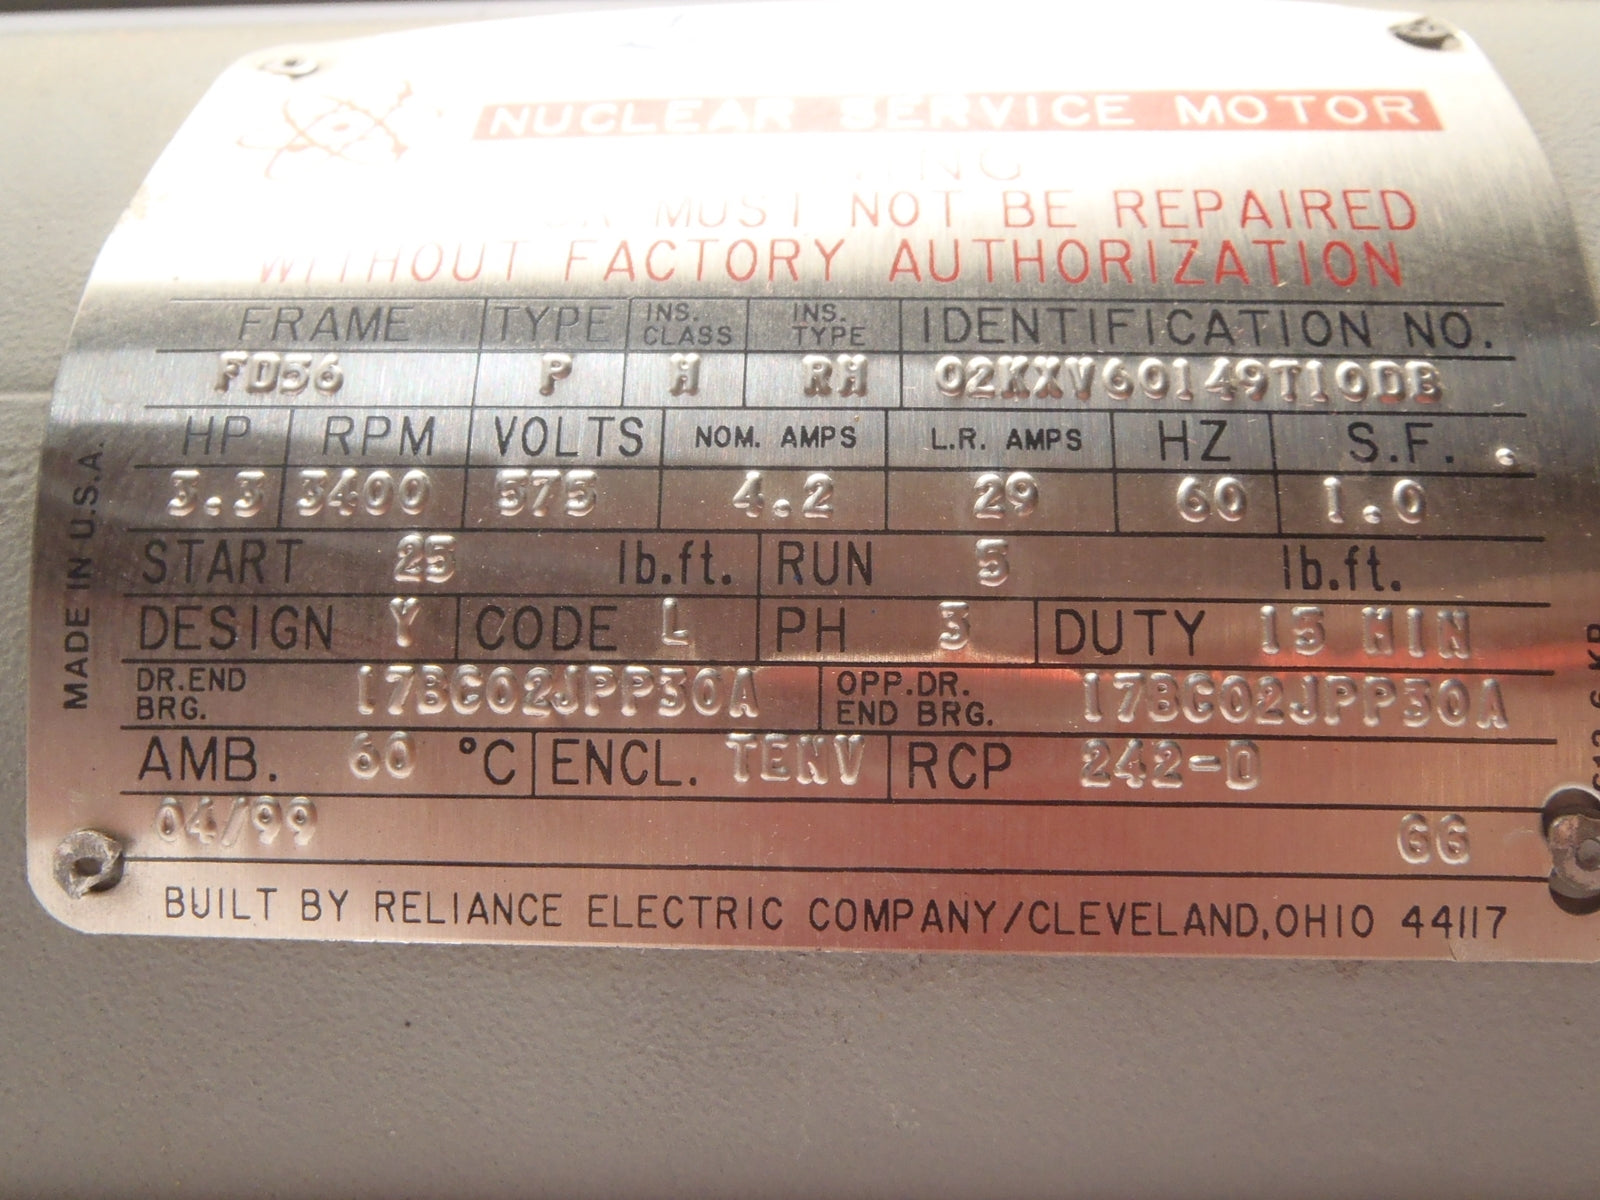 NUCLEAR SERVICE MOTOR
MUST NOT BE REPAIRED
WITHOUT FACTORY AUTHORIZATION
FRAME TYPE INS. CLASS INS. TYPE IDENTIFICATION NO.
FD56 P H RH 02KXV60149T10DB
HP RPM VOLTS NOM. AMPS L.R. AMPS HZ S.F.
3.3 3400 575 4.2 29 60 1.0
START 25 lb.ft. RUN 5 lb.ft.
DESIGN Y CODE L PH 3 DUTY 15 MIN
DR.END BRG. 17BC02JPP30A OPP.DR. END BRG. 17BC02JPP30A
AMB. 60 °C ENCL. TENV RCP 242-D
04/99 GG
BUILT BY RELIANCE ELECTRIC COMPANY/CLEVELAND,OHIO 44117
MADE IN U.S.A.